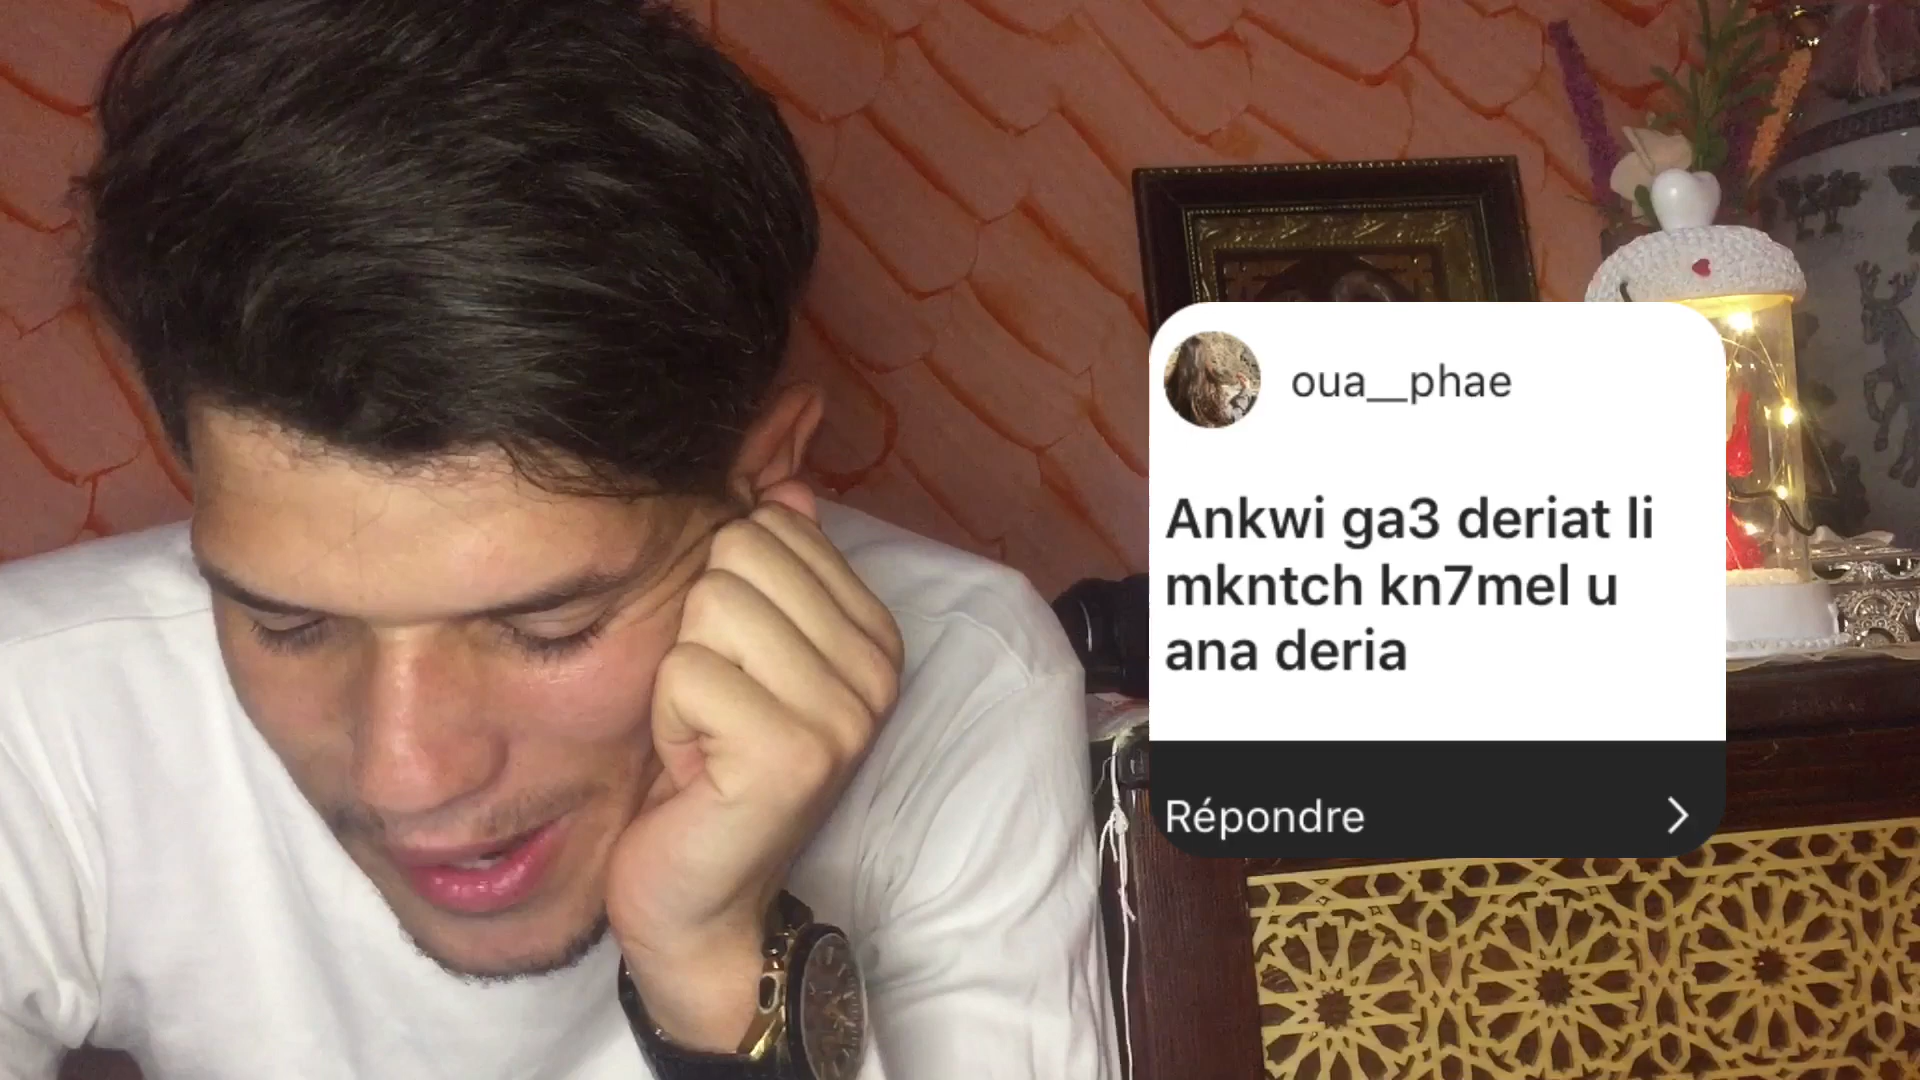 oua__phae
Ankwi ga3 deriat li
mkntch kn7mel u
ana deria
Répondre